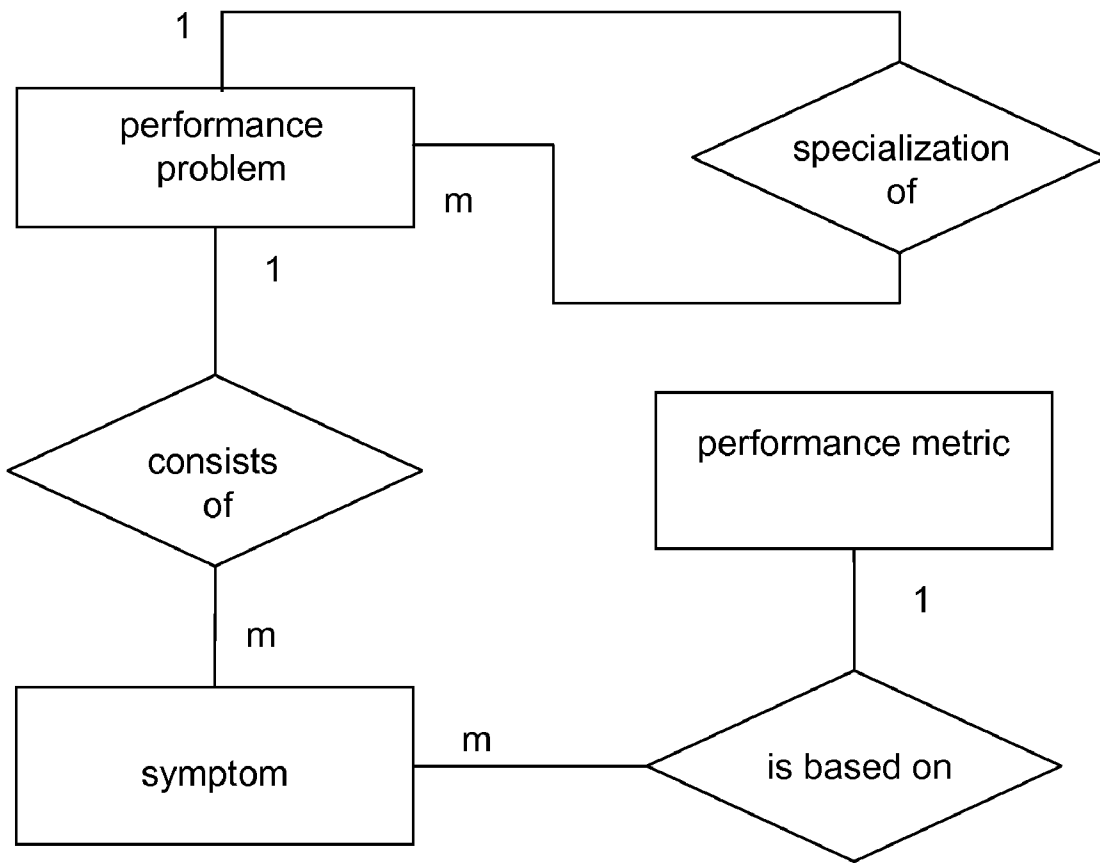 1
performance
problem
specialization
of
m
1
consists
of
performance metric
1
m
m
symptom
is based on